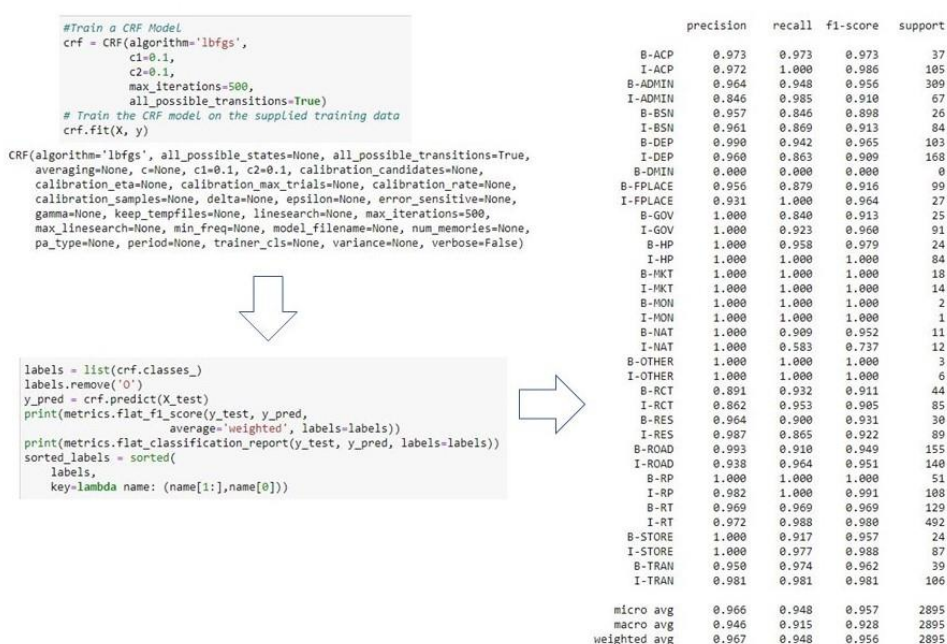 #Train a CRF Model
crf = CRF(algorithm='lbfgs',
c1=0.1,
c2=0.1,
max_iterations=500,
all_possible_transitions=True)
# Train the CRF model on the supplied training data
crf.fit(X, y)
CRF(algorithm='lbfgs', all_possible_states=None, all_possible_transitions=True,
averaging=None, c=None, c1=0.1, c2=0.1, calibration_candidates=None,
calibration_eta=None, calibration_max_trials=None, calibration_rate=None,
calibration_samples=None, delta=None, epsilon=None, error_sensitive=None,
gamma=None, keep_tempfiles=None, linesearch=None, max_iterations=500,
max_linesearch=None, min_freq=None, model_filename=None, num_memories=None,
pa_type=None, period=None, trainer_cls=None, variance=None, verbose=False)
labels = list(crf.classes_)
labels.remove('O')
y_pred = crf.predict(X_test)
print(metrics.flat_f1_score(y_test, y_pred,
average='weighted', labels=labels))
print(metrics.flat_classification_report(y_test, y_pred, labels=labels))
sorted_labels = sorted(
labels,
key=lambda name: (name[1:],name[0]))
precision recall f1-score support
B-ACP 0.973 0.973 0.973 37
I-ACP 0.972 1.000 0.986 105
B-ADMIN 0.964 0.948 0.956 309
I-ADMIN 0.846 0.985 0.910 67
B-BSN 0.957 0.846 0.898 26
I-BSN 0.961 0.869 0.913 84
B-DEP 0.990 0.942 0.965 103
I-DEP 0.960 0.863 0.909 168
B-DMIN 0.000 0.000 0.000 0
B-FPLACE 0.956 0.879 0.916 99
I-FPLACE 0.931 1.000 0.964 27
B-GOV 1.000 0.840 0.913 25
I-GOV 1.000 0.923 0.960 91
B-HP 1.000 0.958 0.979 24
I-HP 1.000 1.000 1.000 84
B-MKT 1.000 1.000 1.000 18
I-MKT 1.000 1.000 1.000 14
B-MON 1.000 1.000 1.000 2
I-MON 1.000 1.000 1.000 1
B-NAT 1.000 0.909 0.952 11
I-NAT 1.000 0.583 0.737 12
B-OTHER 1.000 1.000 1.000 3
I-OTHER 1.000 1.000 1.000 6
B-RCT 0.891 0.932 0.911 44
I-RCT 0.862 0.953 0.905 85
B-RES 0.964 0.900 0.931 30
I-RES 0.987 0.865 0.922 89
B-ROAD 0.993 0.910 0.949 155
I-ROAD 0.938 0.964 0.951 140
B-RP 1.000 1.000 1.000 51
I-RP 0.982 1.000 0.991 108
B-RT 0.969 0.969 0.969 129
I-RT 0.972 0.988 0.980 492
B-STORE 1.000 0.917 0.957 24
I-STORE 1.000 0.977 0.988 87
B-TRAN 0.950 0.974 0.962 39
I-TRAN 0.981 0.981 0.981 106
micro avg 0.966 0.948 0.957 2895
macro avg 0.946 0.915 0.928 2895
weighted avg 0.967 0.948 0.956 2895